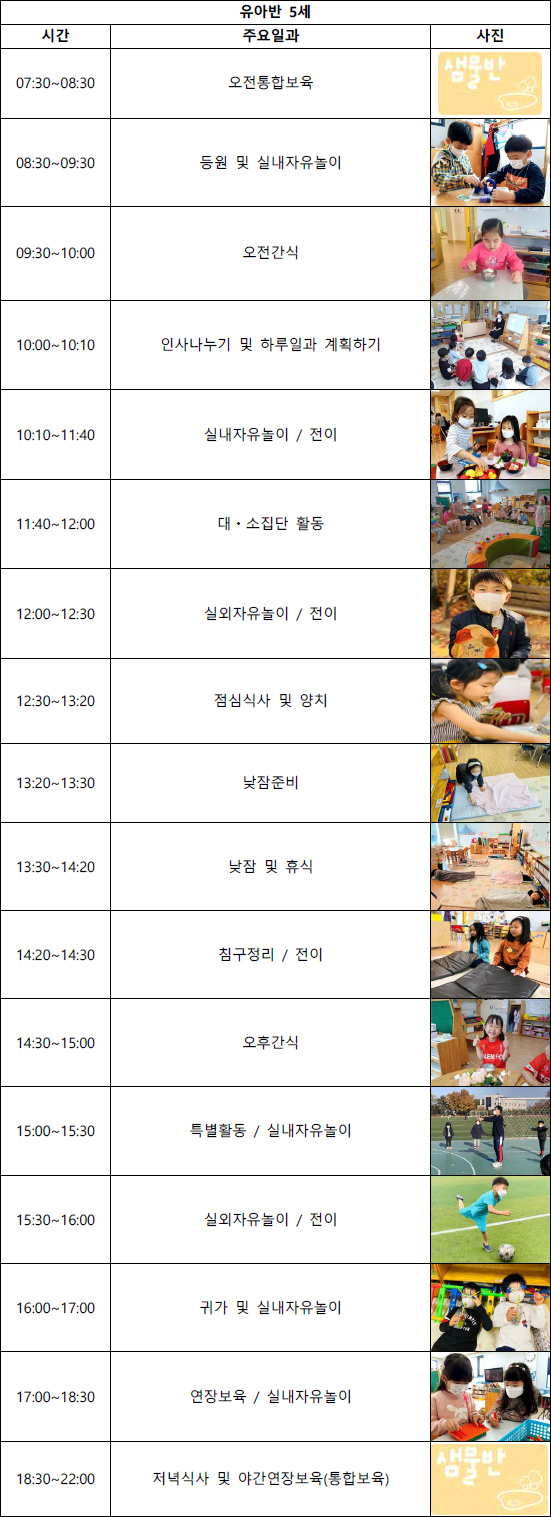 유아반 5세
시간 주요일과 사진
07:30~08:30 오전통합보육 샘물반
08:30~09:30 등원 및 실내자유놀이
09:30~10:00 오전간식
10:00~10:10 인사나누기 및 하루일과 계획하기
10:10~11:40 실내자유놀이 / 전이
11:40~12:00 대・소집단 활동
12:00~12:30 실외자유놀이 / 전이
12:30~13:20 점심식사 및 양치
13:20~13:30 낮잠준비
13:30~14:20 낮잠 및 휴식
14:20~14:30 침구정리 / 전이
14:30~15:00 오후간식
15:00~15:30 특별활동 / 실내자유놀이
15:30~16:00 실외자유놀이 / 전이
16:00~17:00 귀가 및 실내자유놀이
17:00~18:30 연장보육 / 실내자유놀이
18:30~22:00 저녁식사 및 야간연장보육(통합보육) 샘물반